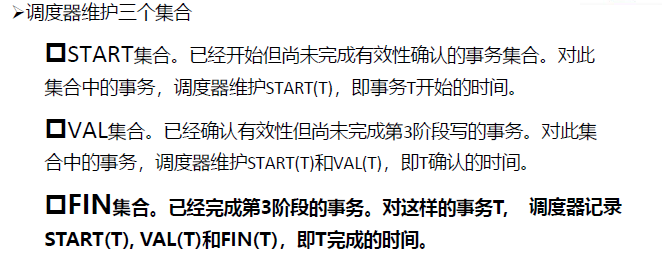 ➢调度器维护三个集合
❑START集合。已经开始但尚未完成有效性确认的事务集合。对此
集合中的事务，调度器维护START(T)，即事务T开始的时间。
❑VAL集合。已经确认有效性但尚未完成第3阶段写的事务。对此集
合中的事务，调度器维护START(T)和VAL(T)，即T确认的时间。
❑FIN集合。已经完成第3阶段的事务。对这样的事务T, 调度器记录
START(T), VAL(T)和FIN(T)，即T完成的时间。